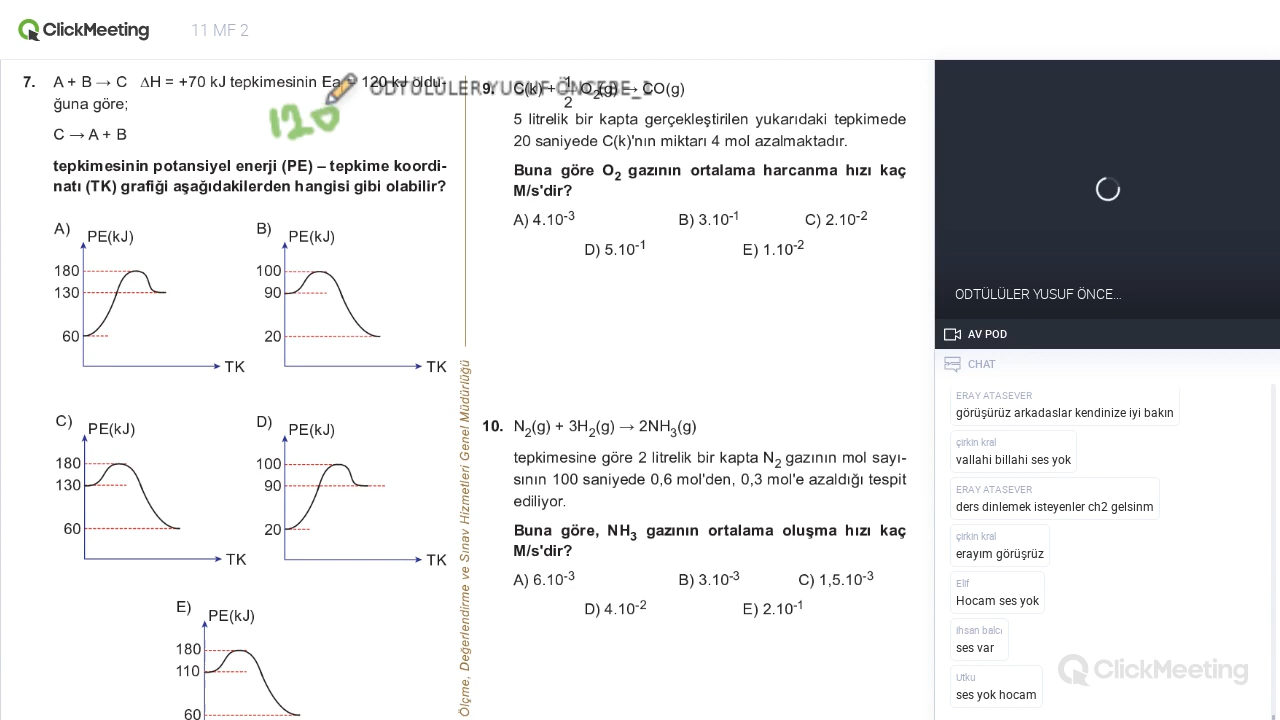 ClickMeeting 11 MF 2
7. A + B → C ΔH = +70 kJ tepkimesinin Ea = 120 kJ oldu-
ğuna göre;
120
C → A + B
tepkimesinin potansiyel enerji (PE) – tepkime koordi-
natı (TK) grafiği aşağıdakilerden hangisi gibi olabilir?
A) PE(kJ)
180
130
60
TK
B) PE(kJ)
100
90
20
TK
C) PE(kJ)
180
130
60
TK
D) PE(kJ)
100
90
20
TK
E) PE(kJ)
180
110
60
Ölçme, Değerlendirme ve Sınav Hizmetleri Genel Müdürlüğü
ODTÜLÜLER YUSUF ÖNCEBE_1
9. C(k) + 1/2 O₂(g) → CO(g)
5 litrelik bir kapta gerçekleştirilen yukarıdaki tepkimede
20 saniyede C(k)'nın miktarı 4 mol azalmaktadır.
Buna göre O₂ gazının ortalama harcanma hızı kaç
M/s'dir?
A) 4.10⁻³ B) 3.10⁻¹ C) 2.10⁻²
D) 5.10⁻¹ E) 1.10⁻²
10. N₂(g) + 3H₂(g) → 2NH₃(g)
tepkimesine göre 2 litrelik bir kapta N₂ gazının mol sayı-
sının 100 saniyede 0,6 mol'den, 0,3 mol'e azaldığı tespit
ediliyor.
Buna göre, NH₃ gazının ortalama oluşma hızı kaç
M/s'dir?
A) 6.10⁻³ B) 3.10⁻³ C) 1,5.10⁻³
D) 4.10⁻² E) 2.10⁻¹
ODTÜLÜLER YUSUF ÖNCE...
AV POD
CHAT
ERAY ATASEVER
görüşürüz arkadaslar kendinize iyi bakın
çirkin kral
vallahi billahi ses yok
ERAY ATASEVER
ders dinlemek isteyenler ch2 gelsinm
çirkin kral
erayım görüşrüz
Elif
Hocam ses yok
ihsan balcı
ses var
Utku
ses yok hocam
ClickMeeting